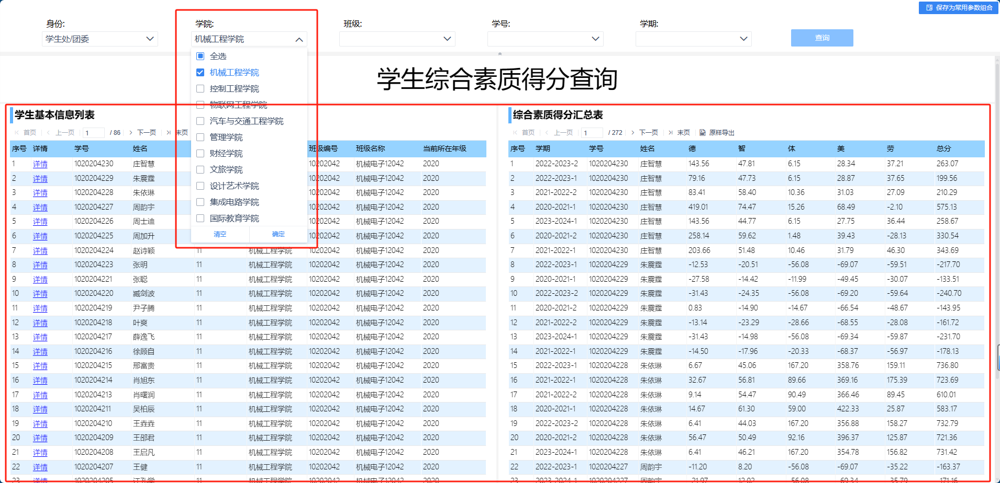 保存为常用参数组合
身份: 学院: 班级: 学号: 学期:
学生处/团委 机械工程学院 查询
全选
机械工程学院
控制工程学院
物联网工程学院
汽车与交通工程学院
管理学院
财经学院
文旅学院
设计艺术学院
集成电路学院
国际教育学院
清空 确定
学生综合素质得分查询
学生基本信息列表
首页 上一页 1 / 86 下一页 末页
序号 详情 学号 姓名 班级编号 班级名称 当前所在年级
1 详情 1020204230 庄智慧 10202042 机械电子12042 2020
2 详情 1020204229 朱震霆 10202042 机械电子12042 2020
3 详情 1020204228 朱依琳 10202042 机械电子12042 2020
4 详情 1020204227 周韵宇 10202042 机械电子12042 2020
5 详情 1020204226 周士迪 10202042 机械电子12042 2020
6 详情 1020204225 周加升 10202042 机械电子12042 2020
7 详情 1020204224 赵诗颖 11 机械工程学院 10202042 机械电子12042 2020
8 详情 1020204223 张明 11 机械工程学院 10202042 机械电子12042 2020
9 详情 1020204221 张聪 11 机械工程学院 10202042 机械电子12042 2020
10 详情 1020204220 臧剑波 11 机械工程学院 10202042 机械电子12042 2020
11 详情 1020204219 尹子腾 11 机械工程学院 10202042 机械电子12042 2020
12 详情 1020204218 叶爽 11 机械工程学院 10202042 机械电子12042 2020
13 详情 1020204217 薛逸飞 11 机械工程学院 10202042 机械电子12042 2020
14 详情 1020204216 徐顾自 11 机械工程学院 10202042 机械电子12042 2020
15 详情 1020204215 邢富贵 11 机械工程学院 10202042 机械电子12042 2020
16 详情 1020204214 肖旭东 11 机械工程学院 10202042 机械电子12042 2020
17 详情 1020204213 肖曙润 11 机械工程学院 10202042 机械电子12042 2020
18 详情 1020204211 吴柏辰 11 机械工程学院 10202042 机械电子12042 2020
19 详情 1020204210 王垚垚 11 机械工程学院 10202042 机械电子12042 2020
20 详情 1020204209 王邵君 11 机械工程学院 10202042 机械电子12042 2020
21 详情 1020204208 王启凡 11 机械工程学院 10202042 机械电子12042 2020
22 详情 1020204207 王健 11 机械工程学院 10202042 机械电子12042 2020
综合素质得分汇总表
首页 上一页 1 / 272 下一页 末页 原样导出
序号 学期 学号 姓名 德 智 体 美 劳 总分
1 2022-2023-2 1020204230 庄智慧 143.56 47.81 6.15 28.34 37.21 263.07
2 2022-2023-1 1020204230 庄智慧 79.16 47.73 6.15 28.87 37.65 199.56
3 2021-2022-2 1020204230 庄智慧 83.41 58.40 10.36 31.03 27.09 210.29
4 2020-2021-1 1020204230 庄智慧 419.01 74.47 15.26 68.49 -2.10 575.13
5 2023-2024-1 1020204230 庄智慧 143.56 44.77 6.15 27.75 36.44 258.67
6 2020-2021-2 1020204230 庄智慧 258.14 59.62 1.48 39.43 -28.13 330.54
7 2021-2022-1 1020204230 庄智慧 203.66 51.48 10.46 31.79 46.30 343.69
8 2022-2023-1 1020204229 朱震霆 -12.53 -20.51 -56.08 -69.07 -59.51 -217.70
9 2020-2021-1 1020204229 朱震霆 -27.58 -14.42 -11.99 -49.45 -30.07 -133.51
10 2022-2023-2 1020204229 朱震霆 -31.43 -24.35 -56.08 -69.20 -59.64 -240.70
11 2020-2021-2 1020204229 朱震霆 0.83 -14.90 -14.67 -66.54 -48.67 -143.95
12 2021-2022-2 1020204229 朱震霆 -13.14 -23.29 -28.66 -68.55 -28.08 -161.72
13 2023-2024-1 1020204229 朱震霆 -31.43 -14.98 -56.08 -69.34 -59.87 -231.70
14 2021-2022-1 1020204229 朱震霆 -14.50 -17.96 -20.33 -68.37 -56.97 -178.13
15 2022-2023-1 1020204228 朱依琳 6.67 45.06 167.20 358.76 159.11 736.80
16 2021-2022-1 1020204228 朱依琳 32.67 56.81 89.66 369.16 175.39 723.69
17 2021-2022-2 1020204228 朱依琳 9.14 54.47 90.49 366.46 89.45 610.01
18 2020-2021-1 1020204228 朱依琳 14.67 61.30 59.00 422.33 25.87 583.17
19 2022-2023-2 1020204228 朱依琳 6.41 44.03 167.20 356.88 158.27 732.79
20 2020-2021-2 1020204228 朱依琳 56.47 50.49 92.16 396.37 125.87 721.36
21 2023-2024-1 1020204228 朱依琳 6.41 46.21 167.20 354.78 156.82 731.42
22 2022-2023-1 1020204227 周韵宇 -11.20 8.20 -56.08 -69.07 -35.22 -163.37